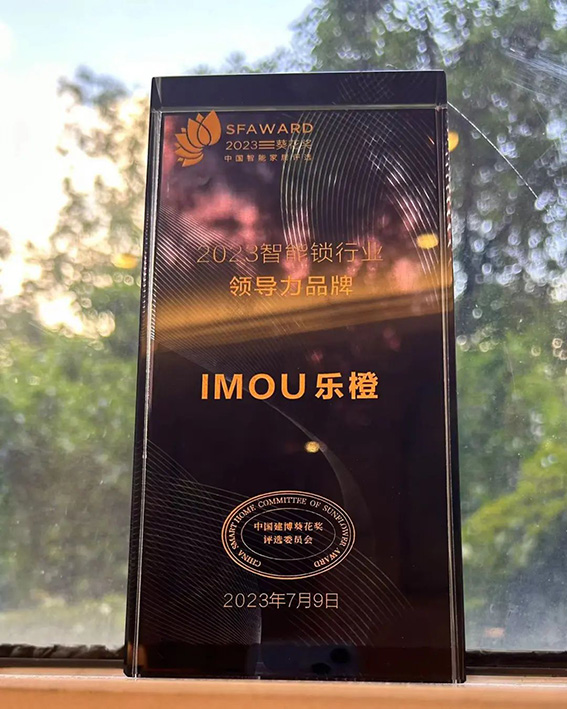 SFAWARD
2023三葵花奖
中国智能家居评选
2023智能锁行业
领导力品牌
IMOU乐橙
CHINA SMART HOME COMMITTEE OF SUNFLOWER AWARD
中国建博葵花奖
评选委员会
2023年7月9日